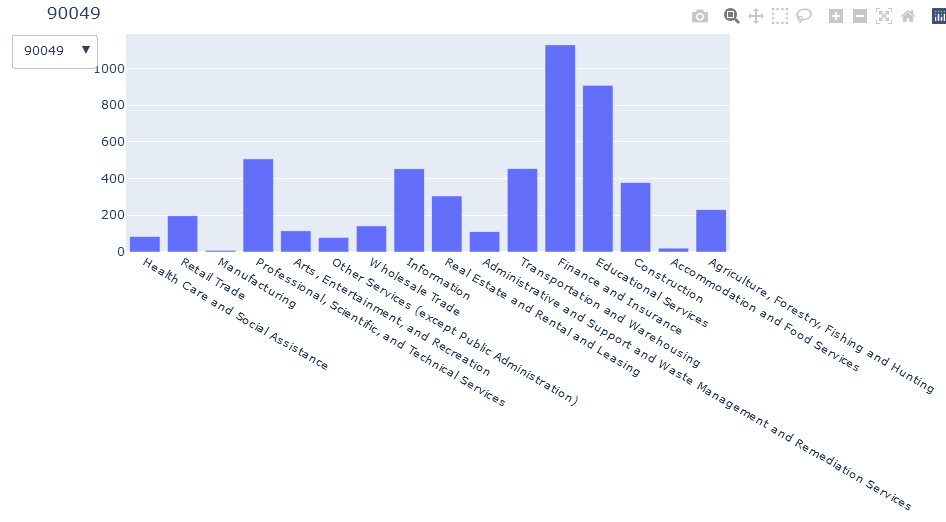 90049
90049 ▼
1000
800
600
400
200
0
Health Care and Social Assistance
Retail Trade
Manufacturing
Professional, Scientific, and Technical Services
Arts, Entertainment, and Recreation
Other Services (except Public Administration)
Wholesale Trade
Information
Real Estate and Rental and Leasing
Administrative and Support and Waste Management and Remediation Services
Transportation and Warehousing
Finance and Insurance
Educational Services
Construction
Accommodation and Food Services
Agriculture, Forestry, Fishing and Hunting